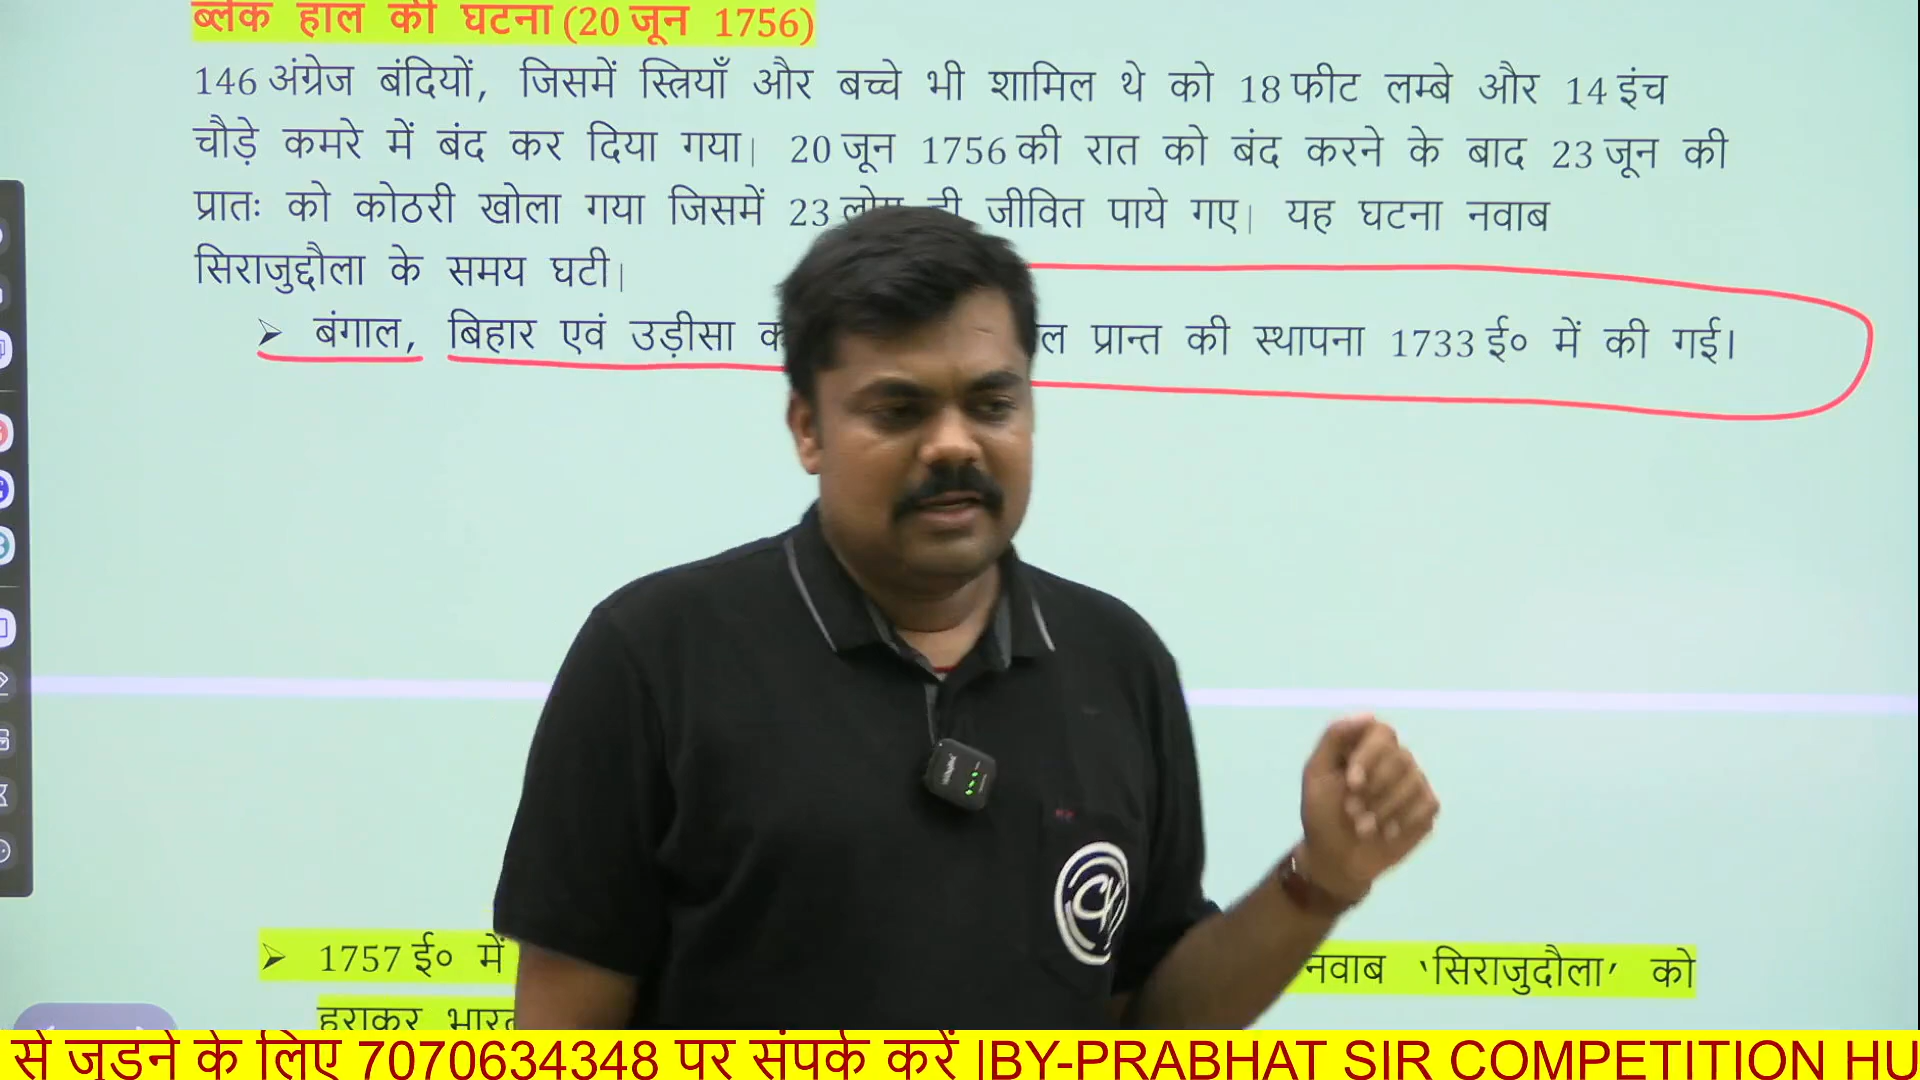 ब्लैक हॉल की घटना (20 जून 1756)
146 अंग्रेज बंदियों, जिसमें स्त्रियाँ और बच्चे भी शामिल थे को 18 फीट लम्बे और 14 इंच
चौड़े कमरे में बंद कर दिया गया। 20 जून 1756 की रात को बंद करने के बाद 23 जून की
प्रातः को कोठरी खोला गया जिसमें 23 लोग ही जीवित पाये गए। यह घटना नवाब
सिराजुद्दौला के समय घटी।
➢ बंगाल, बिहार एवं उड़ीसा प्रान्त की स्थापना 1733 ई० में की गई।
➢ 1757 ई० में नवाब 'सिराजुदौला' को
हराकर
से जुड़ने के लिए 7070634348 पर संपर्क करें |BY-PRABHAT SIR COMPETITION HU